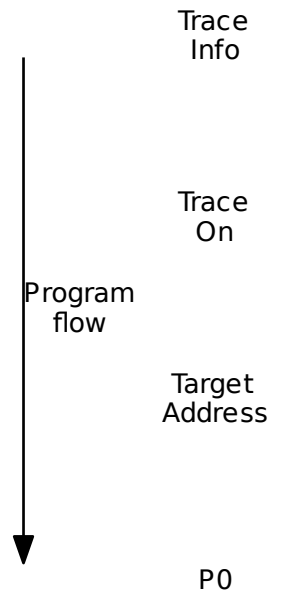 Trace
Info
Trace
On
Program
flow
Target
Address
P0